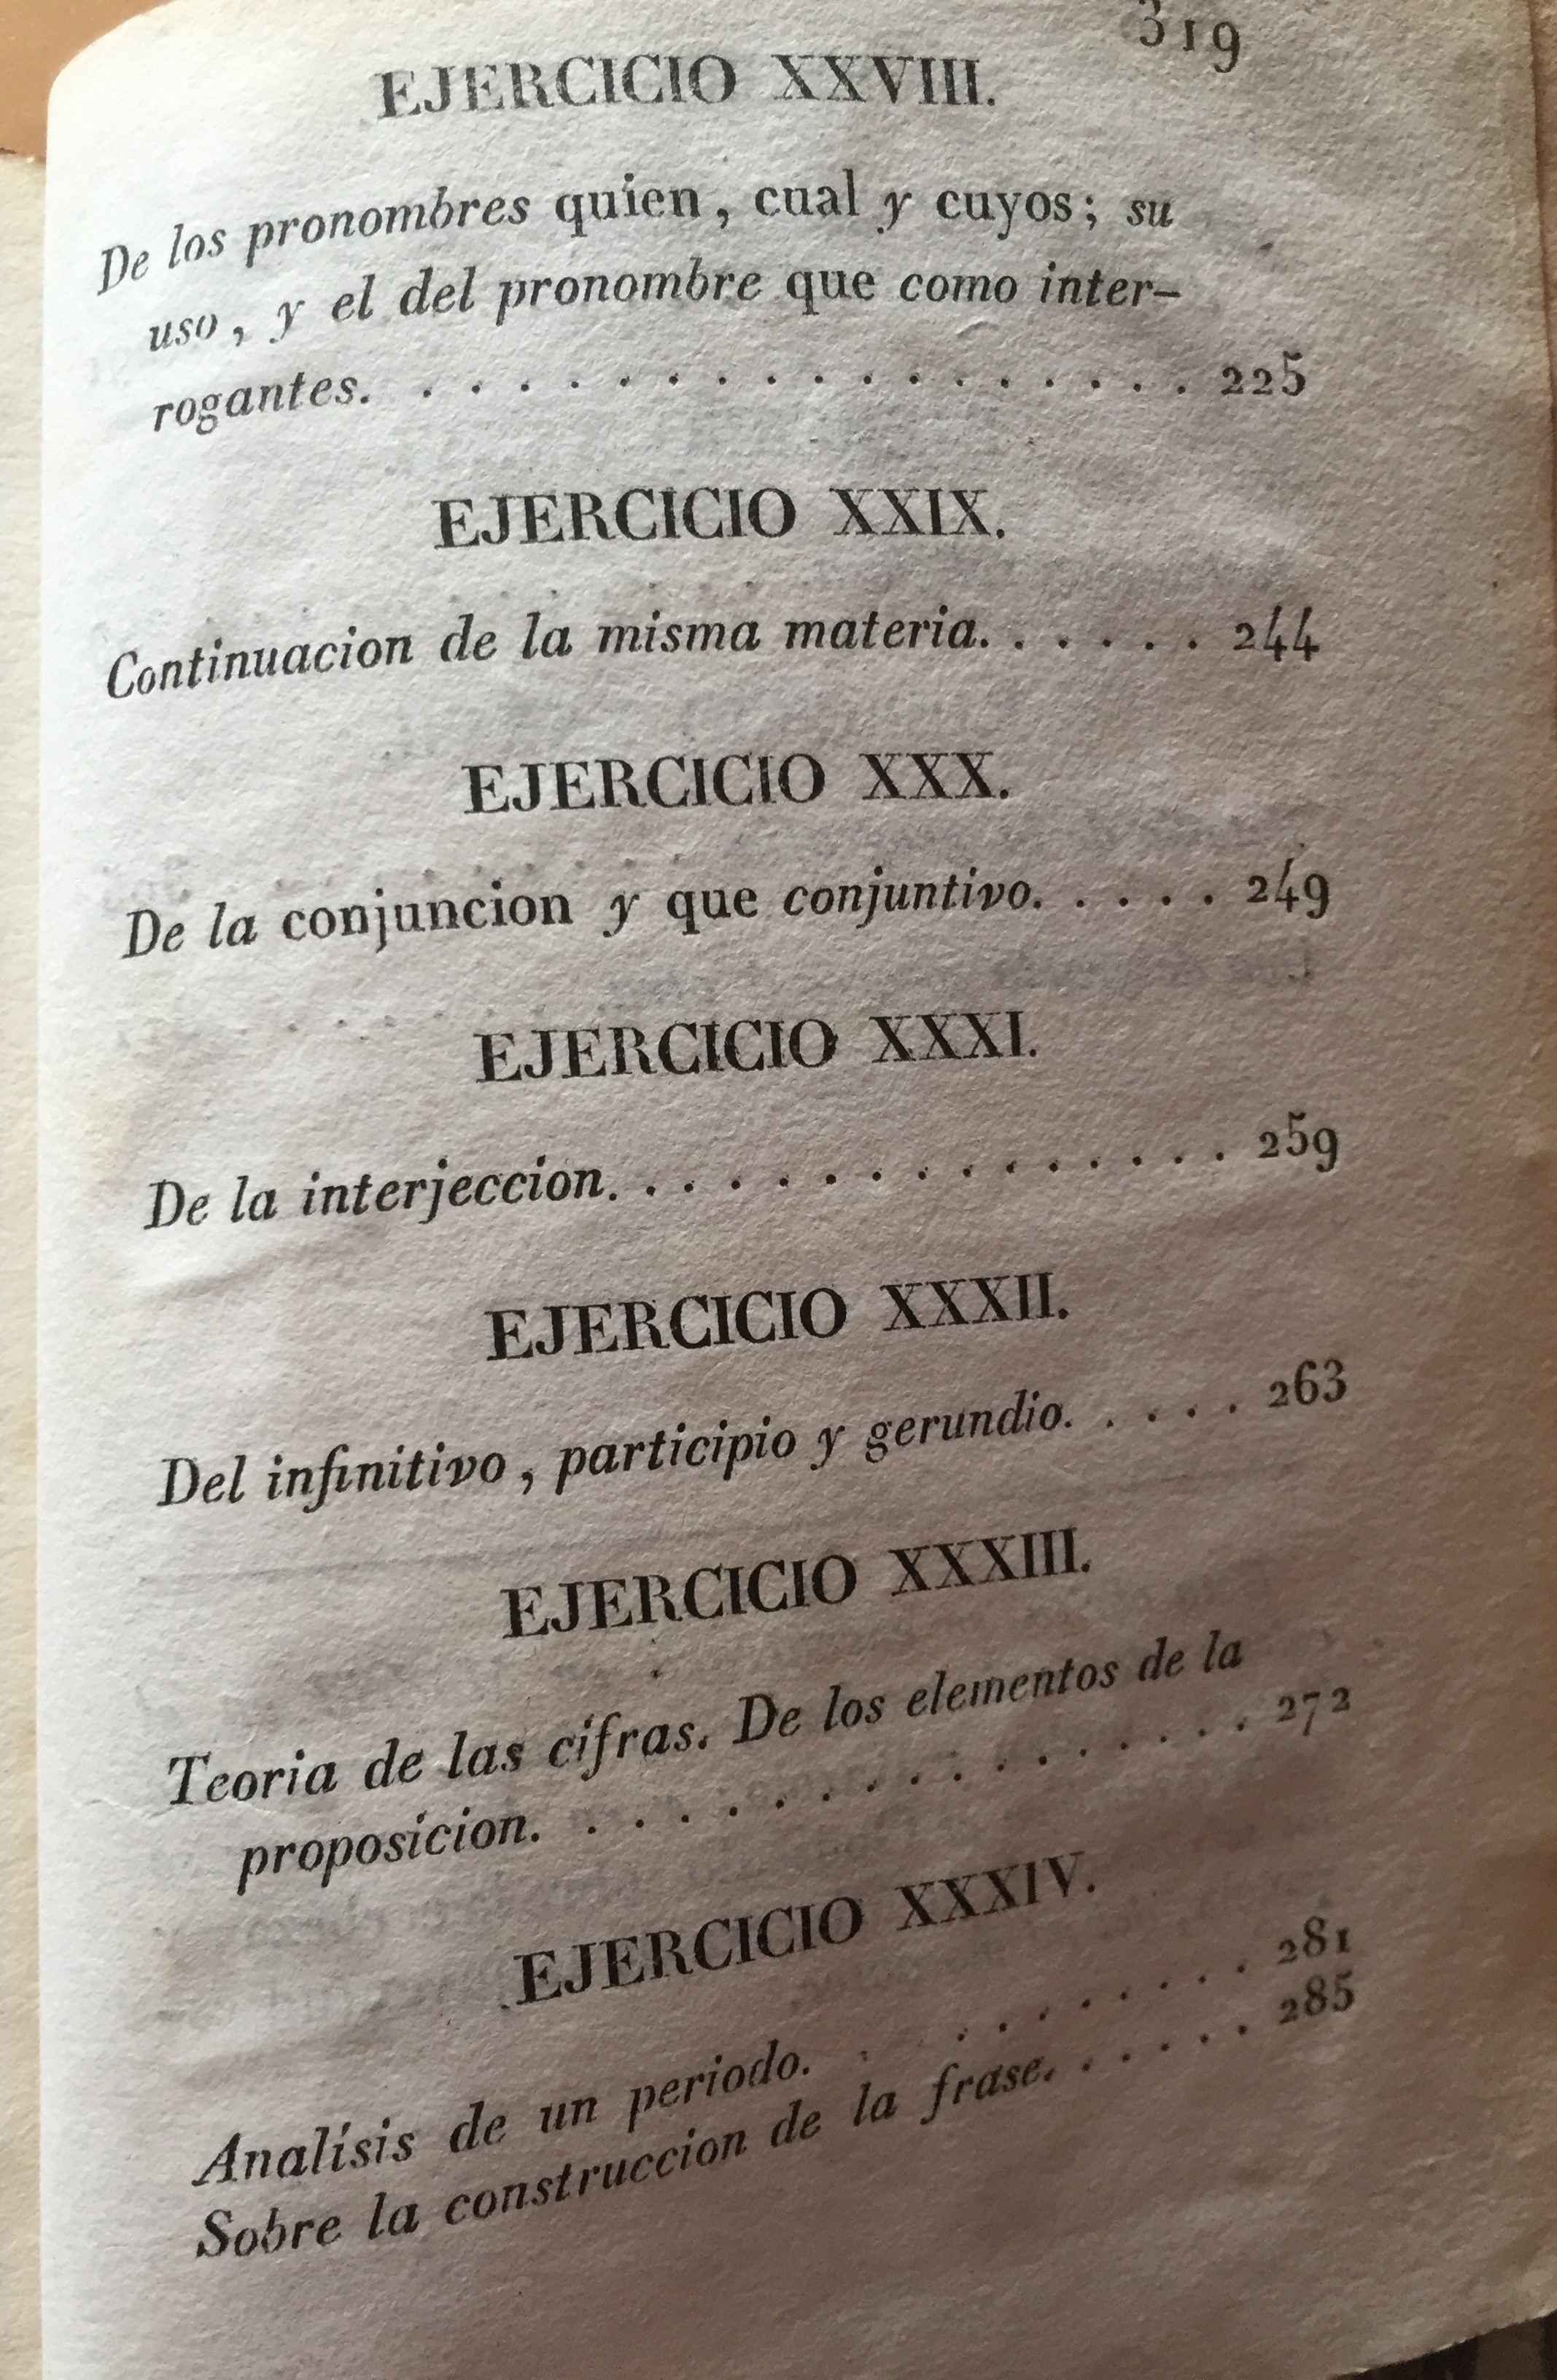 319
EJERCICIO XXVIII.
De los pronombres quien, cual y cuyos; su
uso, y el del pronombre que como inter-
rogantes. . . . . . . . . . . . . . . . . . 225
EJERCICIO XXIX.
Continuacion de la misma materia. . . . . . 244
EJERCICIO XXX.
De la conjuncion y que conjuntivo. . . . . 249
EJERCICIO XXXI.
De la interjeccion. . . . . . . . . . . . . . . 259
EJERCICIO XXXII.
Del infinitivo, participio y gerundio. . . . . 263
EJERCICIO XXXIII.
Teoria de las cifras. De los elementos de la
proposicion. . . . . . . . . . . . . . . . . 272
EJERCICIO XXXIV.
Analísis de un periodo. . . . . . . . . 281
Sobre la construccion de la frase. . . . . . 285